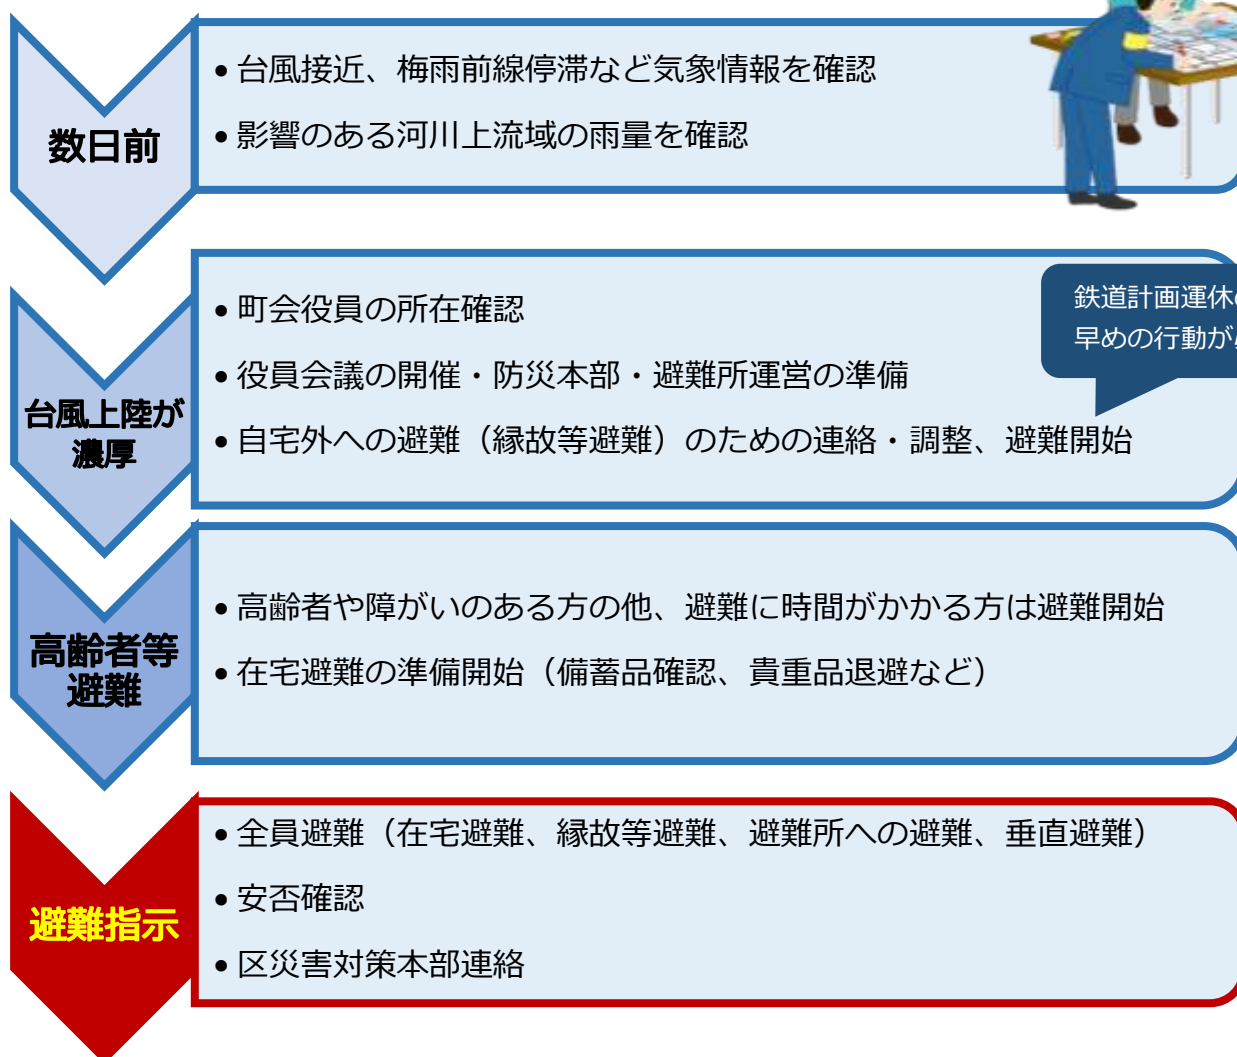 数日前
• 台風接近、梅雨前線停滞など気象情報を確認
• 影響のある河川上流域の雨量を確認
台風上陸が
濃厚
• 町会役員の所在確認
• 役員会議の開催・防災本部・避難所運営の準備
• 自宅外への避難（縁故等避難）のための連絡・調整、避難開始
鉄道計画運休
早めの行動が
高齢者等
避難
• 高齢者や障がいのある方の他、避難に時間がかかる方は避難開始
• 在宅避難の準備開始（備蓄品確認、貴重品退避など）
避難指示
• 全員避難（在宅避難、縁故等避難、避難所への避難、垂直避難）
• 安否確認
• 区災害対策本部連絡